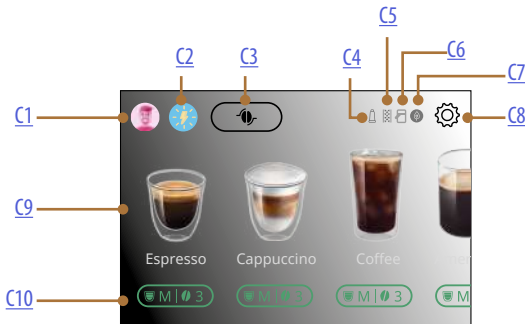 C5
C2 C3 C4 C6
C7
C1 C8
C9
Espresso Cappuccino Coffee
M 3 M 3 M 3 M
C10